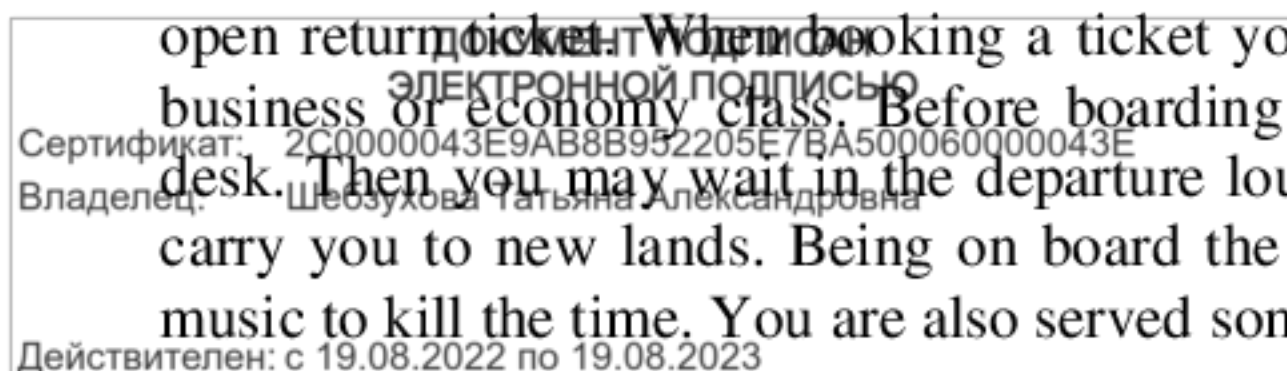 open return ticket. When booking a ticket yo
ДОКУМЕНТ ПОДПИСАН
ЭЛЕКТРОННОЙ ПОДПИСЬЮ
business or economy class. Before boarding
Сертификат: 2C0000043E9AB8B952205E7BA500060000043E
desk. Then you may wait in the departure lou
Владелец: Шебзухова Татьяна Александровна
carry you to new lands. Being on board the
music to kill the time. You are also served son
Действителен: с 19.08.2022 по 19.08.2023